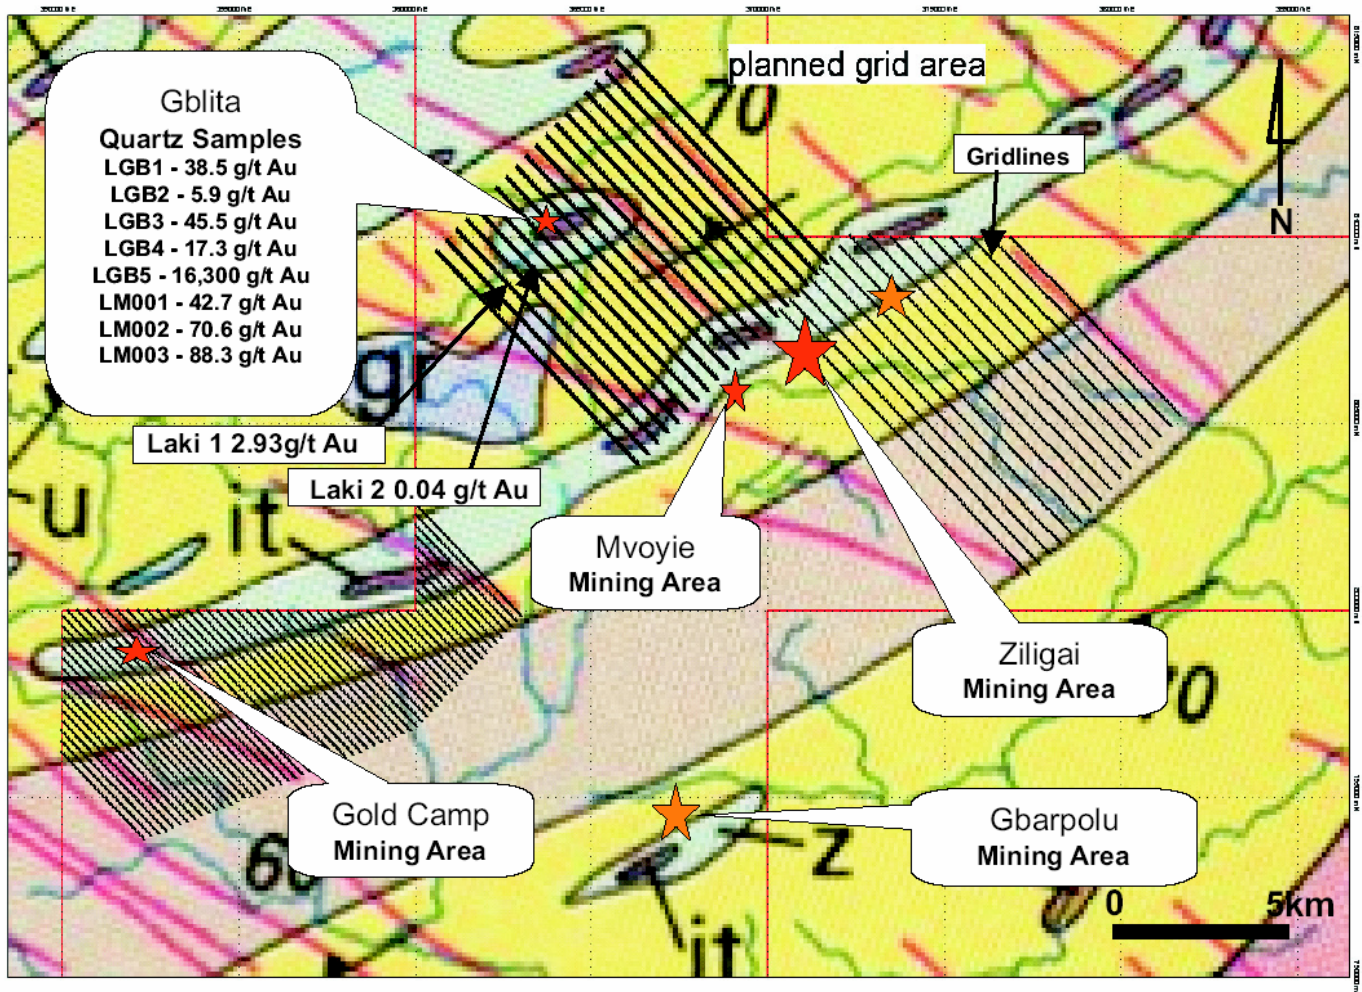 planned grid area
Gblita
Quartz Samples
LGB1 - 38.5 g/t Au
LGB2 - 5.9 g/t Au
LGB3 - 45.5 g/t Au
LGB4 - 17.3 g/t Au
LGB5 - 16,300 g/t Au
LM001 - 42.7 g/t Au
LM002 - 70.6 g/t Au
LM003 - 88.3 g/t Au
70
Gridlines
N
gr
Laki 1 2.93g/t Au
Laki 2 0.04 g/t Au
u
it
Mvoyie
Mining Area
Ziligai
Mining Area
Gold Camp
Mining Area
Gbarpolu
Mining Area
z
it
0
5km